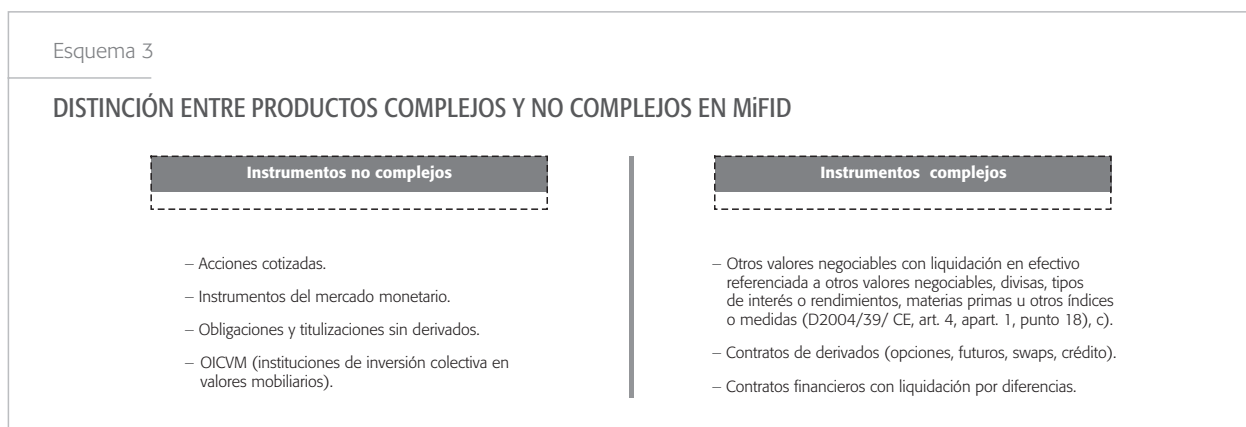 Esquema 3
DISTINCIÓN ENTRE PRODUCTOS COMPLEJOS Y NO COMPLEJOS EN MiFID
Instrumentos no complejos
– Acciones cotizadas.
– Instrumentos del mercado monetario.
– Obligaciones y titulizaciones sin derivados.
– OICVM (instituciones de inversión colectiva en
valores mobiliarios).
Instrumentos complejos
– Otros valores negociables con liquidación en efectivo
referenciada a otros valores negociables, divisas, tipos
de interés o rendimientos, materias primas u otros índices
o medidas (D2004/39/ CE, art. 4, apart. 1, punto 18), c).
– Contratos de derivados (opciones, futuros, swaps, crédito).
– Contratos financieros con liquidación por diferencias.